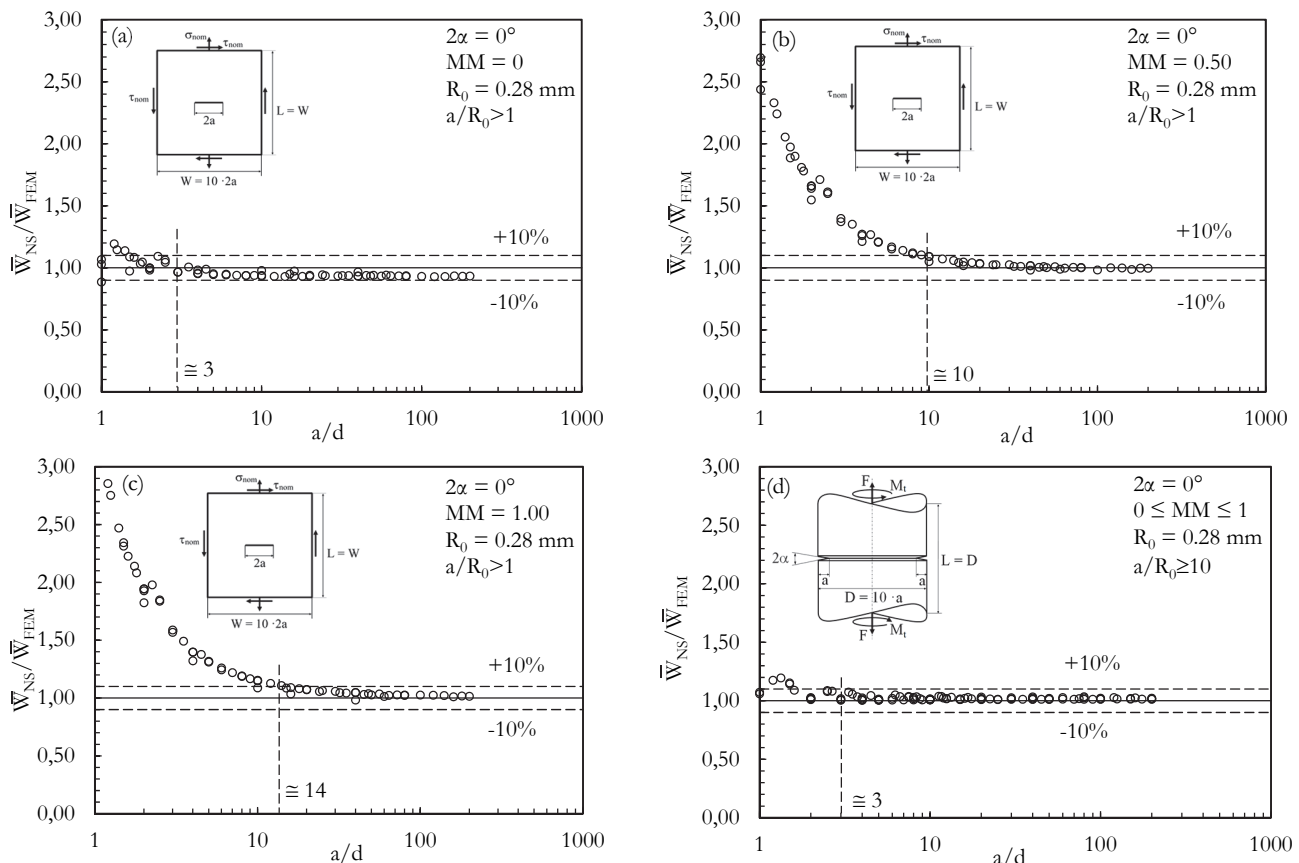 (a)
3,00
2,50
2,00
1,50
1,00
0,50
0,00
W̅NS/W̅FEM
σnom
τnom
τnom
2a
L = W
W = 10 ·2a
2α = 0°
MM = 0
R0 = 0.28 mm
a/R0>1
+10%
-10%
≅ 3
1
10
100
1000
a/d
(b)
3,00
2,50
2,00
1,50
1,00
0,50
0,00
W̅NS/W̅FEM
σnom
τnom
τnom
2a
L = W
W = 10 ·2a
2α = 0°
MM = 0.50
R0 = 0.28 mm
a/R0>1
+10%
-10%
≅ 10
1
10
100
1000
a/d
(c)
3,00
2,50
2,00
1,50
1,00
0,50
0,00
W̅NS/W̅FEM
σnom
τnom
τnom
2a
L = W
W = 10 ·2a
2α = 0°
MM = 1.00
R0 = 0.28 mm
a/R0>1
+10%
-10%
≅ 14
1
10
100
1000
a/d
(d)
3,00
2,50
2,00
1,50
1,00
0,50
0,00
W̅NS/W̅FEM
F
Mt
2α
a
a
L = D
D = 10 ·a
F
Mt
2α = 0°
0 ≤ MM ≤ 1
R0 = 0.28 mm
a/R0≥10
+10%
-10%
≅ 3
1
10
100
1000
a/d